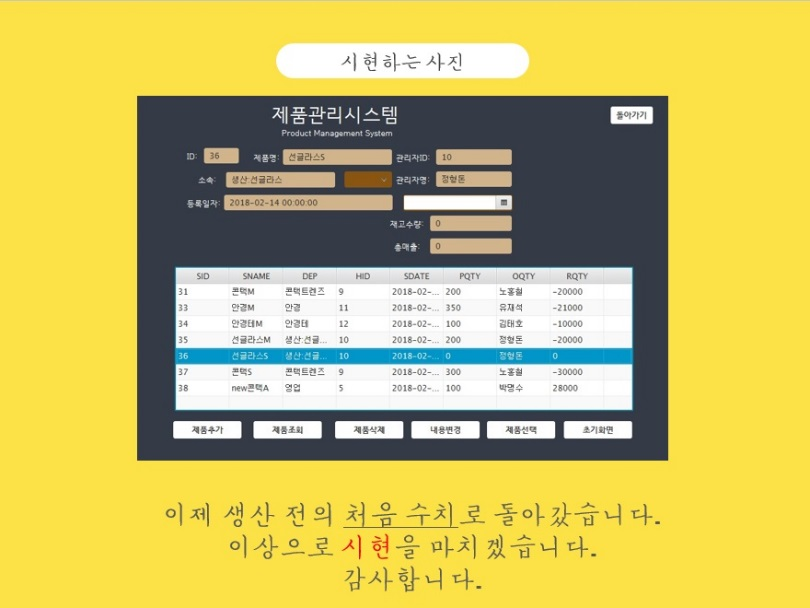 시현하는 사진
제품관리시스템
Product Management System
돌아가기
ID: 36 제품명: 선글라스S 관리자ID: 10
소속: 생산:선글라스 관리자명: 정형돈
등록일자: 2018-02-14 00:00:00
재고수량: 0
총매출: 0
SID SNAME DEP HID SDATE PQTY OQTY RQTY
31 콘택M 콘택트렌즈 9 2018-02-... 200 노홍철 -20000
33 안경M 안경 11 2018-02-... 350 유재석 -21000
34 안경테M 안경테 12 2018-02-... 100 김태호 -10000
35 선글라스M 생산:선글... 10 2018-02-... 200 정형돈 -20000
36 선글라스S 생산:선글... 10 2018-02-... 0 정형돈 0
37 콘택S 콘택트렌즈 9 2018-02-... 300 노홍철 -30000
38 new콘택A 영업 5 2018-02-... 100 박명수 28000
제품추가 제품조회 제품삭제 내용변경 제품선택 초기화면
이제 생산 전의 처음 수치로 돌아갔습니다.
이상으로 시현을 마치겠습니다.
감사합니다.